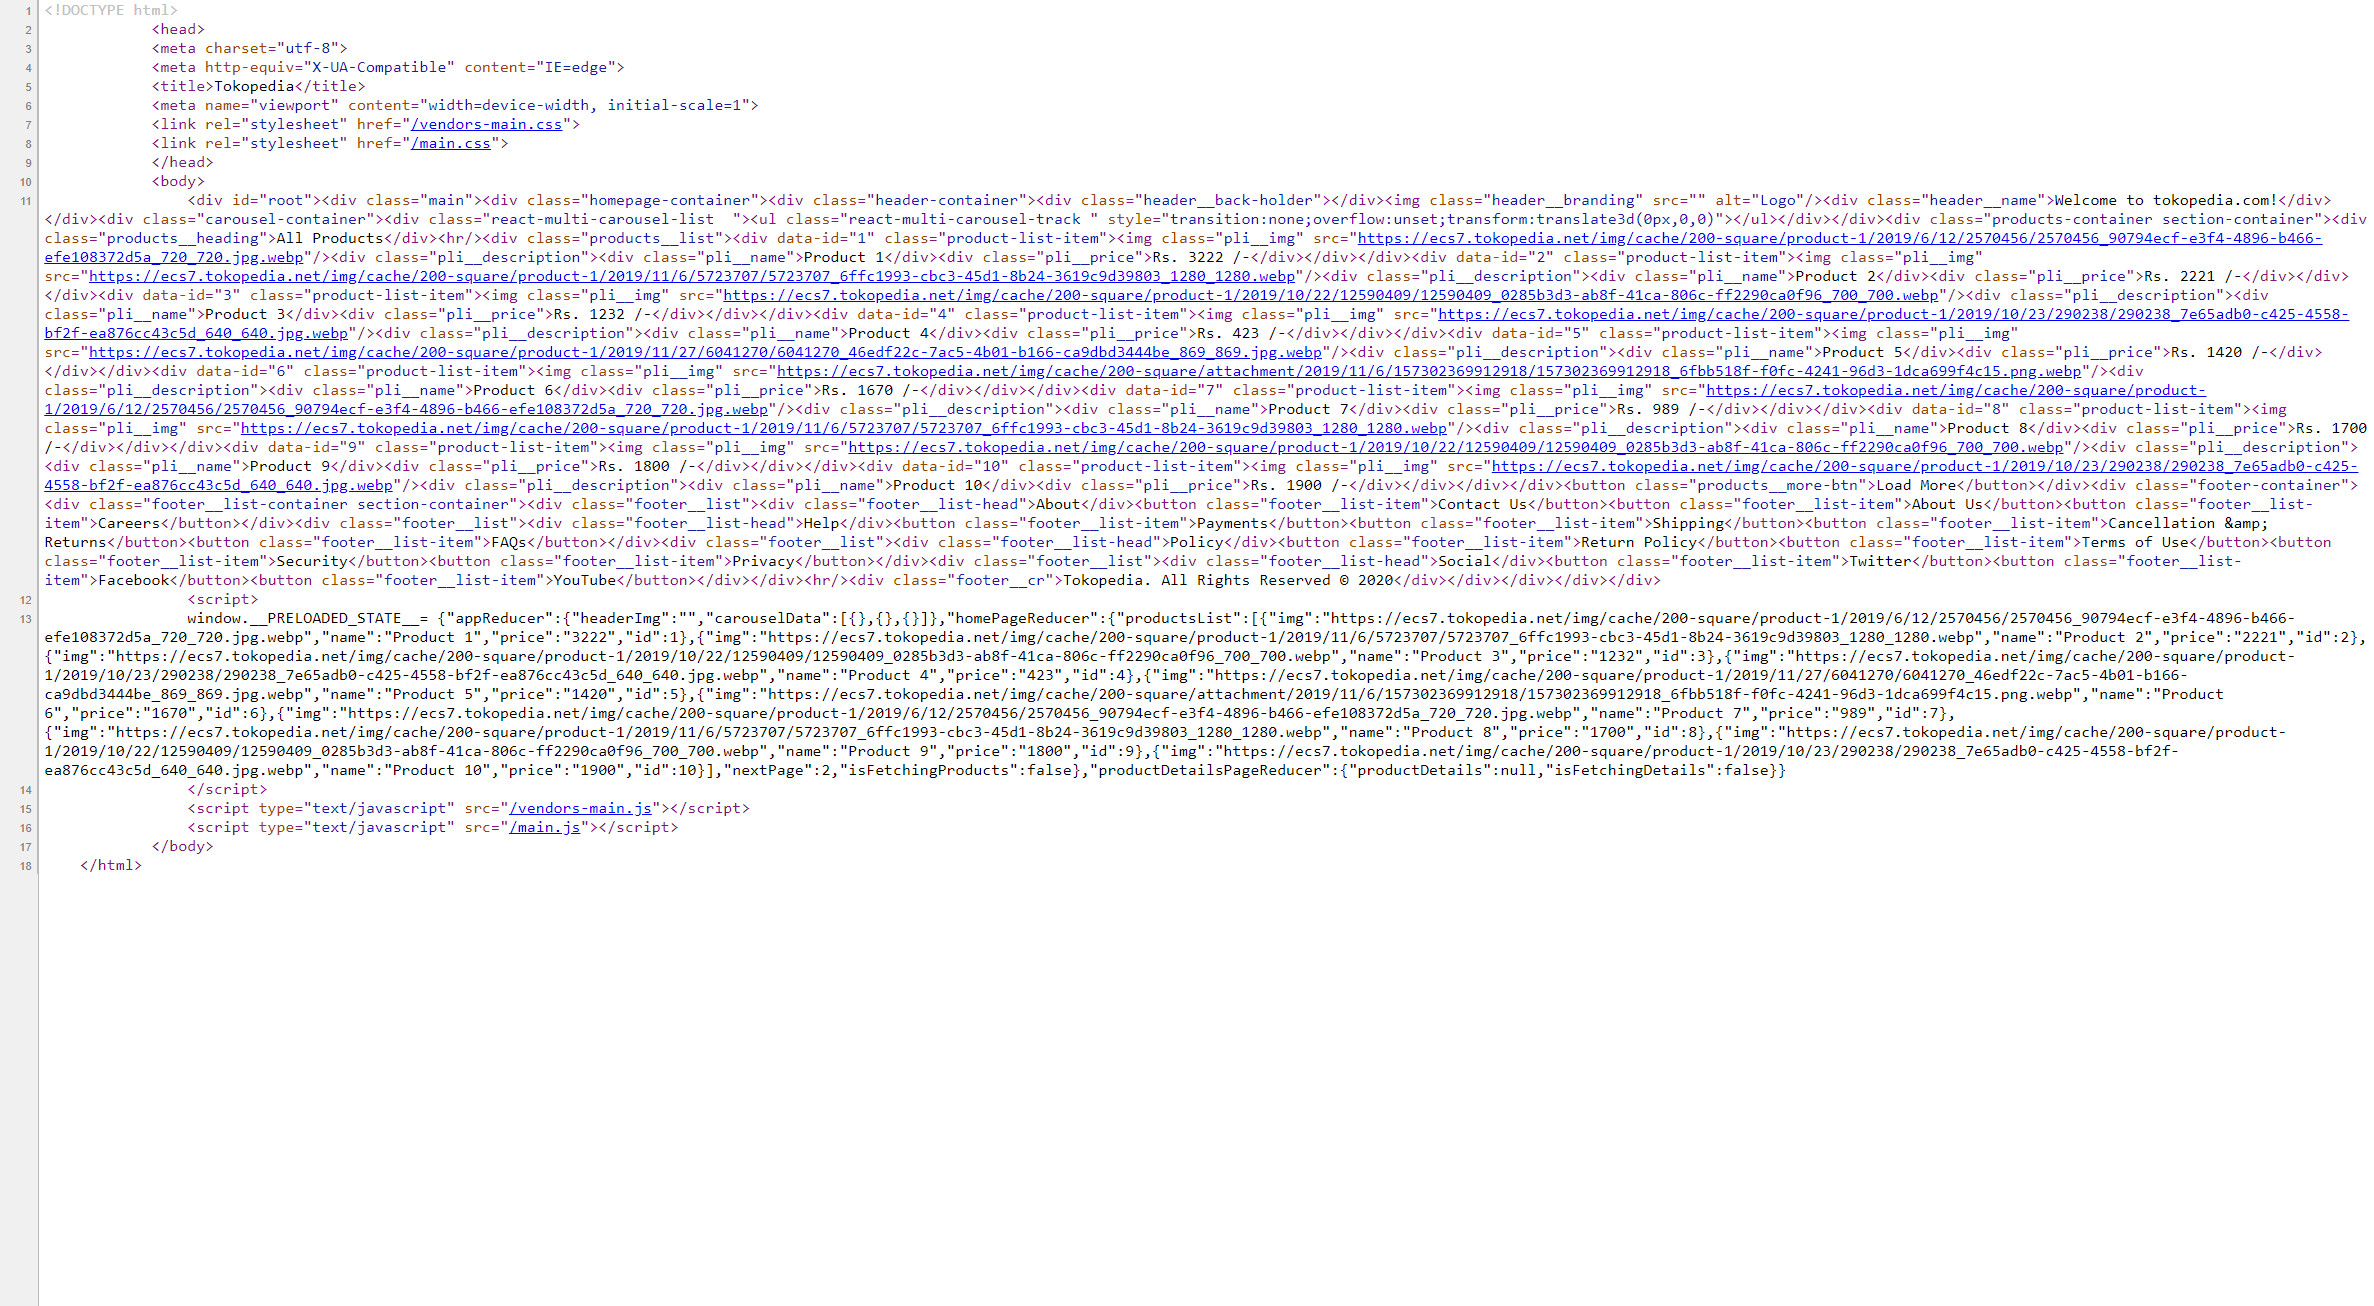 1 <!DOCTYPE html>
2 <head>
3 <meta charset="utf-8">
4 <meta http-equiv="X-UA-Compatible" content="IE=edge">
5 <title>Tokopedia</title>
6 <meta name="viewport" content="width=device-width, initial-scale=1">
7 <link rel="stylesheet" href="/vendors-main.css">
8 <link rel="stylesheet" href="/main.css">
9 </head>
10 <body>
11 <div id="root"><div class="main"><div class="homepage-container"><div class="header-container"><div class="header__back-holder"></div><img class="header__branding" src="" alt="Logo"/><div class="header__name">Welcome to tokopedia.com!</div>
</div><div class="carousel-container"><div class="react-multi-carousel-list  "><ul class="react-multi-carousel-track " style="transition:none;overflow:unset;transform:translate3d(0px,0,0)"></ul></div></div><div class="products-container section-container"><div
class="products__heading">All Products</div><hr/><div class="products__list"><div data-id="1" class="product-list-item"><img class="pli__img" src="https://ecs7.tokopedia.net/img/cache/200-square/product-1/2019/6/12/2570456/2570456_90794ecf-e3f4-4896-b466-
efe108372d5a_720_720.jpg.webp"/><div class="pli__description"><div class="pli__name">Product 1</div><div class="pli__price">Rs. 3222 /-</div></div></div><div data-id="2" class="product-list-item"><img class="pli__img"
src="https://ecs7.tokopedia.net/img/cache/200-square/product-1/2019/11/6/5723707/5723707_6ffc1993-cbc3-45d1-8b24-3619c9d39803_1280_1280.webp"/><div class="pli__description"><div class="pli__name">Product 2</div><div class="pli__price">Rs. 2221 /-</div></div>
</div><div data-id="3" class="product-list-item"><img class="pli__img" src="https://ecs7.tokopedia.net/img/cache/200-square/product-1/2019/10/22/12590409/12590409_0285b3d3-ab8f-41ca-806c-ff2290ca0f96_700_700.webp"/><div class="pli__description"><div
class="pli__name">Product 3</div><div class="pli__price">Rs. 1232 /-</div></div></div><div data-id="4" class="product-list-item"><img class="pli__img" src="https://ecs7.tokopedia.net/img/cache/200-square/product-1/2019/10/23/290238/290238_7e65adb0-c425-4558-
bf2f-ea876cc43c5d_640_640.jpg.webp"/><div class="pli__description"><div class="pli__name">Product 4</div><div class="pli__price">Rs. 423 /-</div></div></div><div data-id="5" class="product-list-item"><img class="pli__img"
src="https://ecs7.tokopedia.net/img/cache/200-square/product-1/2019/11/27/6041270/6041270_46edf22c-7ac5-4b01-b166-ca9dbd3444be_869_869.jpg.webp"/><div class="pli__description"><div class="pli__name">Product 5</div><div class="pli__price">Rs. 1420 /-</div>
</div></div><div data-id="6" class="product-list-item"><img class="pli__img" src="https://ecs7.tokopedia.net/img/cache/200-square/attachment/2019/11/6/157302369912918/157302369912918_6fbb518f-f0fc-4241-96d3-1dca699f4c15.png.webp"/><div
class="pli__description"><div class="pli__name">Product 6</div><div class="pli__price">Rs. 1670 /-</div></div></div><div data-id="7" class="product-list-item"><img class="pli__img" src="https://ecs7.tokopedia.net/img/cache/200-square/product-
1/2019/6/12/2570456/2570456_90794ecf-e3f4-4896-b466-efe108372d5a_720_720.jpg.webp"/><div class="pli__description"><div class="pli__name">Product 7</div><div class="pli__price">Rs. 989 /-</div></div></div><div data-id="8" class="product-list-item"><img
class="pli__img" src="https://ecs7.tokopedia.net/img/cache/200-square/product-1/2019/11/6/5723707/5723707_6ffc1993-cbc3-45d1-8b24-3619c9d39803_1280_1280.webp"/><div class="pli__description"><div class="pli__name">Product 8</div><div class="pli__price">Rs. 1700
/-</div></div></div><div data-id="9" class="product-list-item"><img class="pli__img" src="https://ecs7.tokopedia.net/img/cache/200-square/product-1/2019/10/22/12590409/12590409_0285b3d3-ab8f-41ca-806c-ff2290ca0f96_700_700.webp"/><div class="pli__description">
<div class="pli__name">Product 9</div><div class="pli__price">Rs. 1800 /-</div></div></div><div data-id="10" class="product-list-item"><img class="pli__img" src="https://ecs7.tokopedia.net/img/cache/200-square/product-1/2019/10/23/290238/290238_7e65adb0-c425-
4558-bf2f-ea876cc43c5d_640_640.jpg.webp"/><div class="pli__description"><div class="pli__name">Product 10</div><div class="pli__price">Rs. 1900 /-</div></div></div></div><button class="products__more-btn">Load More</button></div><div class="footer-container">
<div class="footer__list-container section-container"><div class="footer__list"><div class="footer__list-head">About</div><button class="footer__list-item">Contact Us</button><button class="footer__list-item">About Us</button><button class="footer__list-
item">Careers</button></div><div class="footer__list"><div class="footer__list-head">Help</div><button class="footer__list-item">Payments</button><button class="footer__list-item">Shipping</button><button class="footer__list-item">Cancellation &amp;
Returns</button><button class="footer__list-item">FAQs</button></div><div class="footer__list"><div class="footer__list-head">Policy</div><button class="footer__list-item">Return Policy</button><button class="footer__list-item">Terms of Use</button><button
class="footer__list-item">Security</button><button class="footer__list-item">Privacy</button></div><div class="footer__list"><div class="footer__list-head">Social</div><button class="footer__list-item">Twitter</button><button class="footer__list-
item">Facebook</button><button class="footer__list-item">YouTube</button></div></div><hr/><div class="footer__cr">Tokopedia. All Rights Reserved © 2020</div></div></div></div></div>
12 <script>
13 window.__PRELOADED_STATE__= {"appReducer":{"headerImg":"","carouselData":[{},{},{}]},"homePageReducer":{"productsList":[{"img":"https://ecs7.tokopedia.net/img/cache/200-square/product-1/2019/6/12/2570456/2570456_90794ecf-e3f4-4896-b466-
efe108372d5a_720_720.jpg.webp","name":"Product 1","price":"3222","id":1},{"img":"https://ecs7.tokopedia.net/img/cache/200-square/product-1/2019/11/6/5723707/5723707_6ffc1993-cbc3-45d1-8b24-3619c9d39803_1280_1280.webp","name":"Product 2","price":"2221","id":2},
{"img":"https://ecs7.tokopedia.net/img/cache/200-square/product-1/2019/10/22/12590409/12590409_0285b3d3-ab8f-41ca-806c-ff2290ca0f96_700_700.webp","name":"Product 3","price":"1232","id":3},{"img":"https://ecs7.tokopedia.net/img/cache/200-square/product-
1/2019/10/23/290238/290238_7e65adb0-c425-4558-bf2f-ea876cc43c5d_640_640.jpg.webp","name":"Product 4","price":"423","id":4},{"img":"https://ecs7.tokopedia.net/img/cache/200-square/product-1/2019/11/27/6041270/6041270_46edf22c-7ac5-4b01-b166-
ca9dbd3444be_869_869.jpg.webp","name":"Product 5","price":"1420","id":5},{"img":"https://ecs7.tokopedia.net/img/cache/200-square/attachment/2019/11/6/157302369912918/157302369912918_6fbb518f-f0fc-4241-96d3-1dca699f4c15.png.webp","name":"Product
6","price":"1670","id":6},{"img":"https://ecs7.tokopedia.net/img/cache/200-square/product-1/2019/6/12/2570456/2570456_90794ecf-e3f4-4896-b466-efe108372d5a_720_720.jpg.webp","name":"Product 7","price":"989","id":7},
{"img":"https://ecs7.tokopedia.net/img/cache/200-square/product-1/2019/11/6/5723707/5723707_6ffc1993-cbc3-45d1-8b24-3619c9d39803_1280_1280.webp","name":"Product 8","price":"1700","id":8},{"img":"https://ecs7.tokopedia.net/img/cache/200-square/product-
1/2019/10/22/12590409/12590409_0285b3d3-ab8f-41ca-806c-ff2290ca0f96_700_700.webp","name":"Product 9","price":"1800","id":9},{"img":"https://ecs7.tokopedia.net/img/cache/200-square/product-1/2019/10/23/290238/290238_7e65adb0-c425-4558-bf2f-
ea876cc43c5d_640_640.jpg.webp","name":"Product 10","price":"1900","id":10}],"nextPage":2,"isFetchingProducts":false},"productDetailsPageReducer":{"productDetails":null,"isFetchingDetails":false}}
14 </script>
15 <script type="text/javascript" src="/vendors-main.js"></script>
16 <script type="text/javascript" src="/main.js"></script>
17 </body>
18 </html>